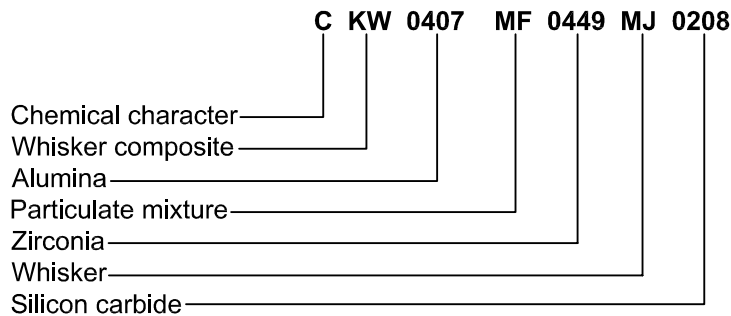 C KW 0407 MF 0449 MJ 0208
Chemical character
Whisker composite
Alumina
Particulate mixture
Zirconia
Whisker
Silicon carbide